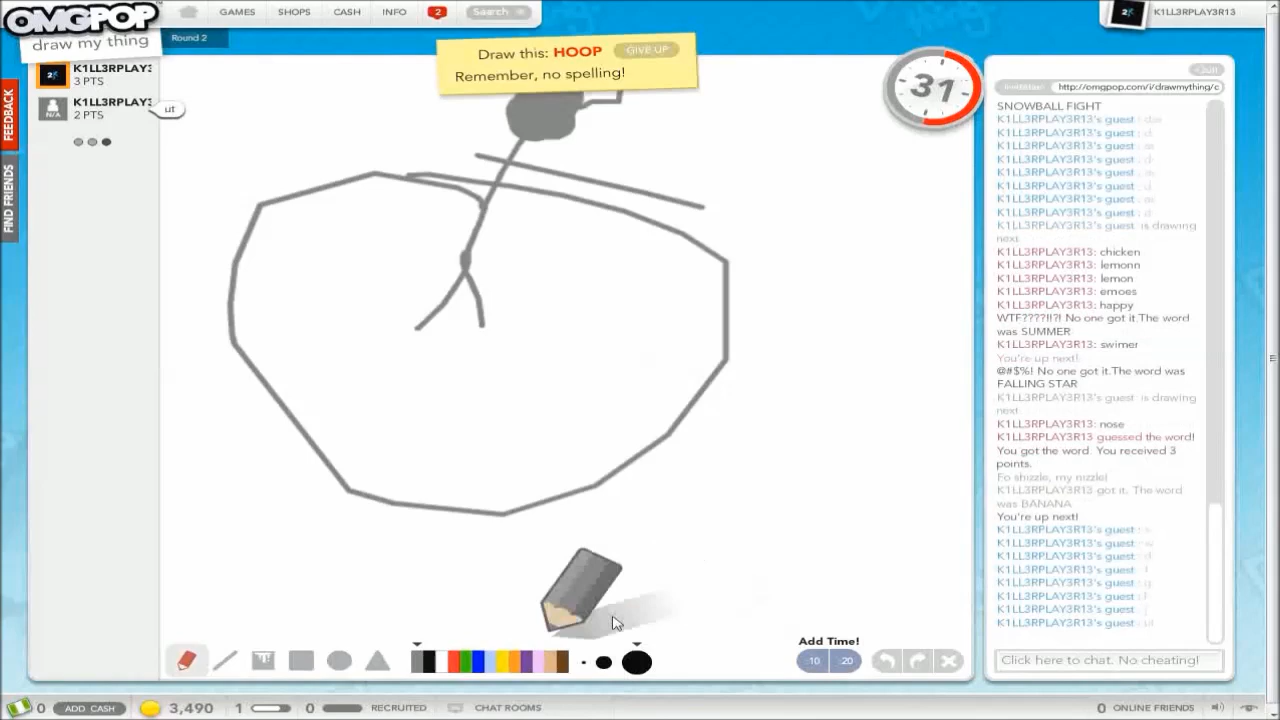 OMGPOP
draw my thing
GAMES
SHOPS
CASH
INFO
2
Search
K1LL3RPLAY3R13
Round 2
Draw this: HOOP
GIVE UP
Remember, no spelling!
31
FEEDBACK
FIND FRIENDS
K1LL3RPLAY3
3 PTS
K1LL3RPLAY3
2 PTS
N/A
ut
http://omgpop.com/i/drawmything/c
SNOWBALL FIGHT
K1LL3RPLAY3R13's guest :
K1LL3RPLAY3R13's guest :
K1LL3RPLAY3R13's guest :
K1LL3RPLAY3R13's guest :
K1LL3RPLAY3R13's guest :
K1LL3RPLAY3R13's guest :
K1LL3RPLAY3R13's guest :
K1LL3RPLAY3R13's guest :
K1LL3RPLAY3R13's guest is drawing
next
K1LL3RPLAY3R13: chicken
K1LL3RPLAY3R13: lemonn
K1LL3RPLAY3R13: lemon
K1LL3RPLAY3R13: emoes
K1LL3RPLAY3R13: happy
WTF????!!?! No one got it.The word
was SUMMER
K1LL3RPLAY3R13: swimer
You're up next!
@#$%! No one got it.The word was
FALLING STAR
K1LL3RPLAY3R13's guest is drawing
next
K1LL3RPLAY3R13: nose
K1LL3RPLAY3R13 guessed the word!
You got the word. You received 3
points.
Fo shizzle, my nizzle!
K1LL3RPLAY3R13 got it. The word
was BANANA
You're up next!
K1LL3RPLAY3R13's guest :
K1LL3RPLAY3R13's guest :
K1LL3RPLAY3R13's guest :
K1LL3RPLAY3R13's guest :
K1LL3RPLAY3R13's guest :
K1LL3RPLAY3R13's guest :
K1LL3RPLAY3R13's guest :
K1LL3RPLAY3R13's guest : ut
Click here to chat. No cheating!
Add Time!
10
20
0
ADD CASH
3,490
1
0
RECRUITED
CHAT ROOMS
0 ONLINE FRIENDS